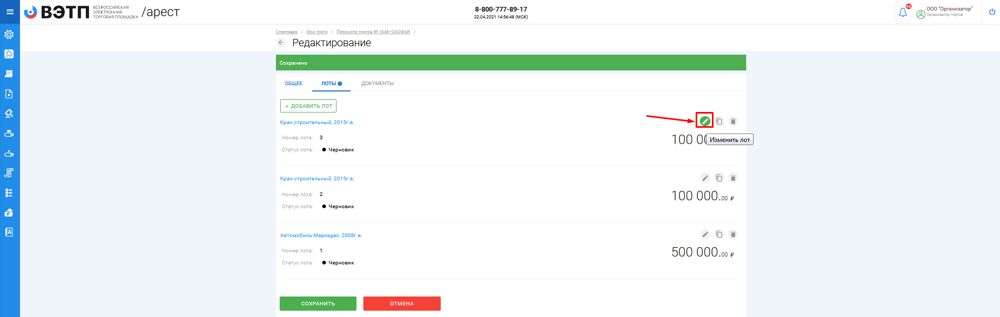 ВЭТП ВСЕРОССИЙСКАЯ ЭЛЕКТРОННАЯ ТОРГОВАЯ ПЛОЩАДКА /арест
8-800-777-89-17
22.04.2021 14:56:48 (МСК)
96
ООО "Организатор"
Организатор торгов
Стартовая / Мои торги / Просмотр торгов № 1646-ОАОФАИ /
Редактирование
Сохранено
ОБЩЕЕ ЛОТЫ ДОКУМЕНТЫ
+ ДОБАВИТЬ ЛОТ
Кран строительный, 2015г.в.
Номер лота: 3
100 00
Изменить лот
Статус лота: Черновик
Кран строительный, 2015г.в.
Номер лота: 2
100 000.00 ₽
Статус лота: Черновик
Автомобиль Мерседес, 2008г.в.
Номер лота: 1
500 000.00 ₽
Статус лота: Черновик
СОХРАНИТЬ ОТМЕНА